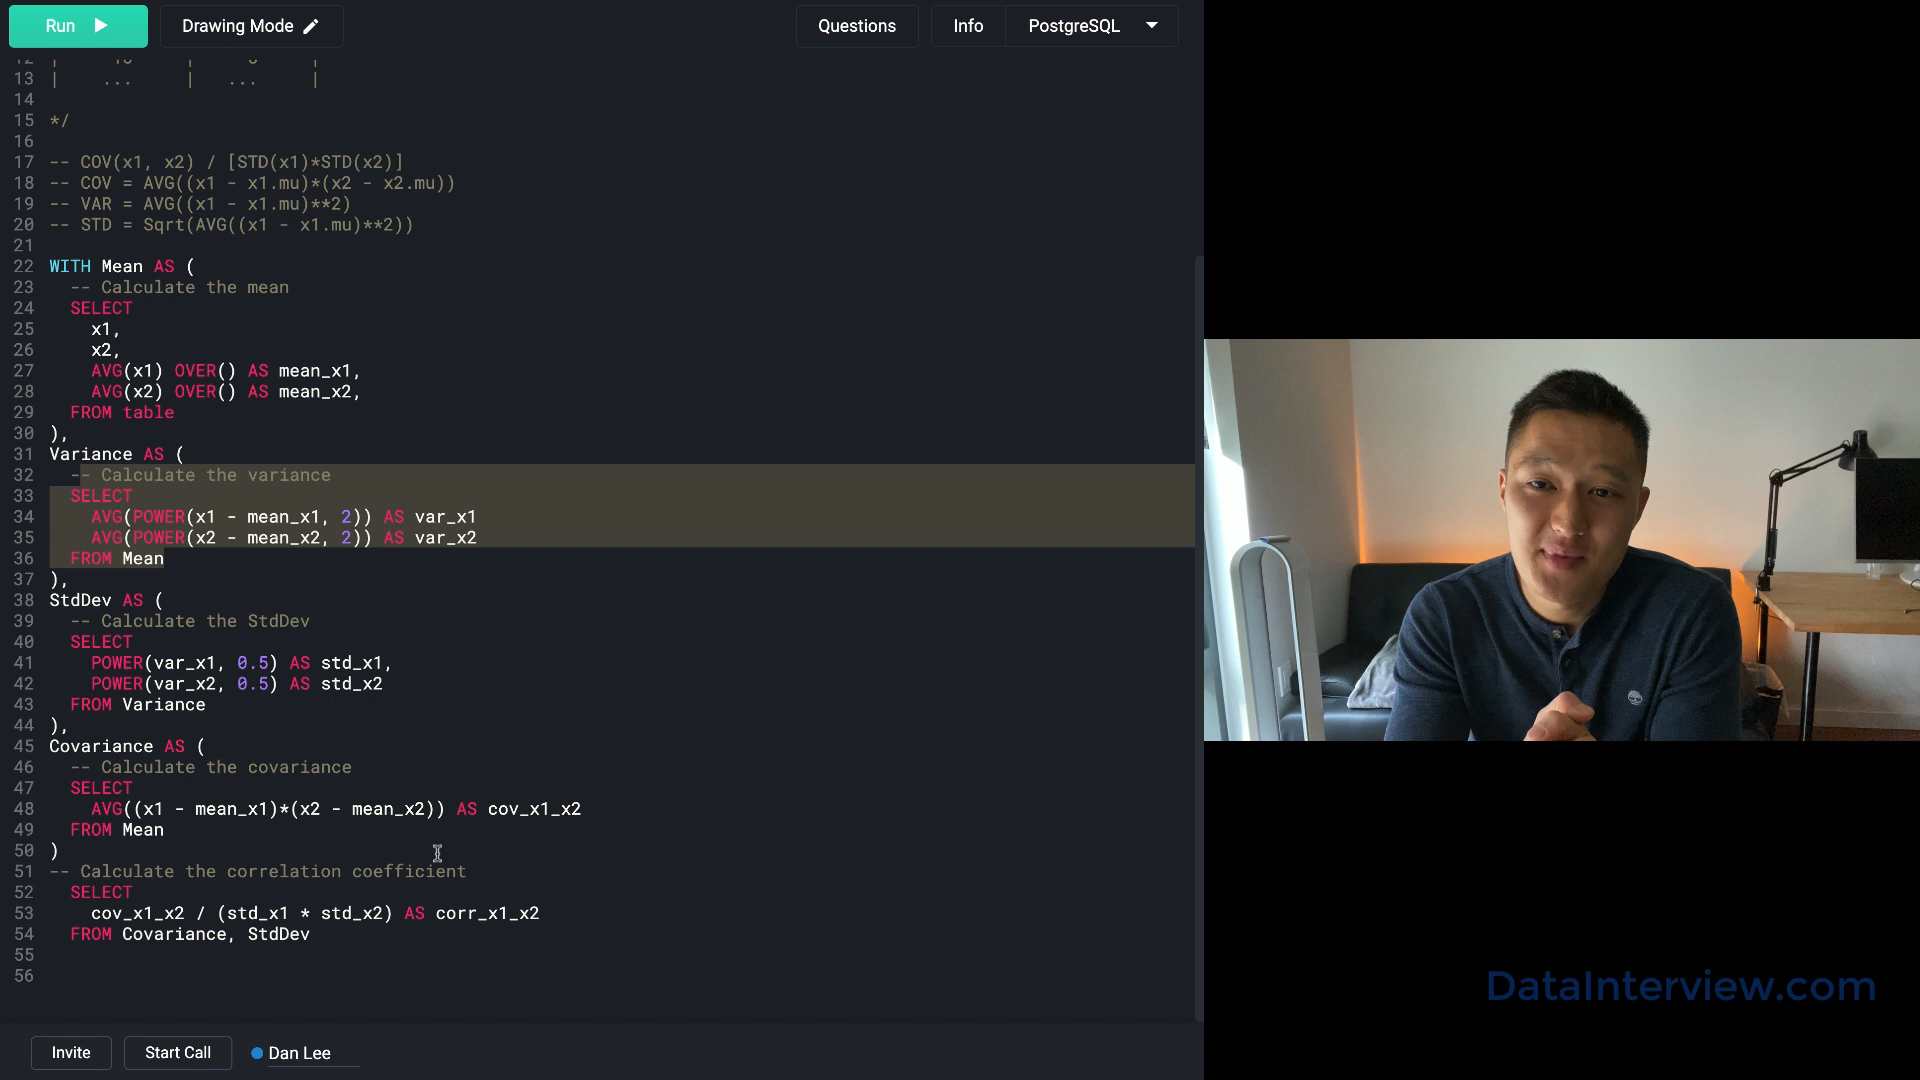 Run
Drawing Mode
Questions
Info
PostgreSQL
12 |
13 | ... | ... |
14
15 */
16
17 -- COV(x1, x2) / [STD(x1)*STD(x2)]
18 -- COV = AVG((x1 - x1.mu)*(x2 - x2.mu))
19 -- VAR = AVG((x1 - x1.mu)**2)
20 -- STD = Sqrt(AVG((x1 - x1.mu)**2))
21
22 WITH Mean AS (
23 -- Calculate the mean
24 SELECT
25 x1,
26 x2,
27 AVG(x1) OVER() AS mean_x1,
28 AVG(x2) OVER() AS mean_x2,
29 FROM table
30 ),
31 Variance AS (
32 -- Calculate the variance
33 SELECT
34 AVG(POWER(x1 - mean_x1, 2)) AS var_x1
35 AVG(POWER(x2 - mean_x2, 2)) AS var_x2
36 FROM Mean
37 ),
38 StdDev AS (
39 -- Calculate the StdDev
40 SELECT
41 POWER(var_x1, 0.5) AS std_x1,
42 POWER(var_x2, 0.5) AS std_x2
43 FROM Variance
44 ),
45 Covariance AS (
46 -- Calculate the covariance
47 SELECT
48 AVG((x1 - mean_x1)*(x2 - mean_x2)) AS cov_x1_x2
49 FROM Mean
50 )
51 -- Calculate the correlation coefficient
52 SELECT
53 cov_x1_x2 / (std_x1 * std_x2) AS corr_x1_x2
54 FROM Covariance, StdDev
55
56
DataInterview.com
Invite
Start Call
Dan Lee